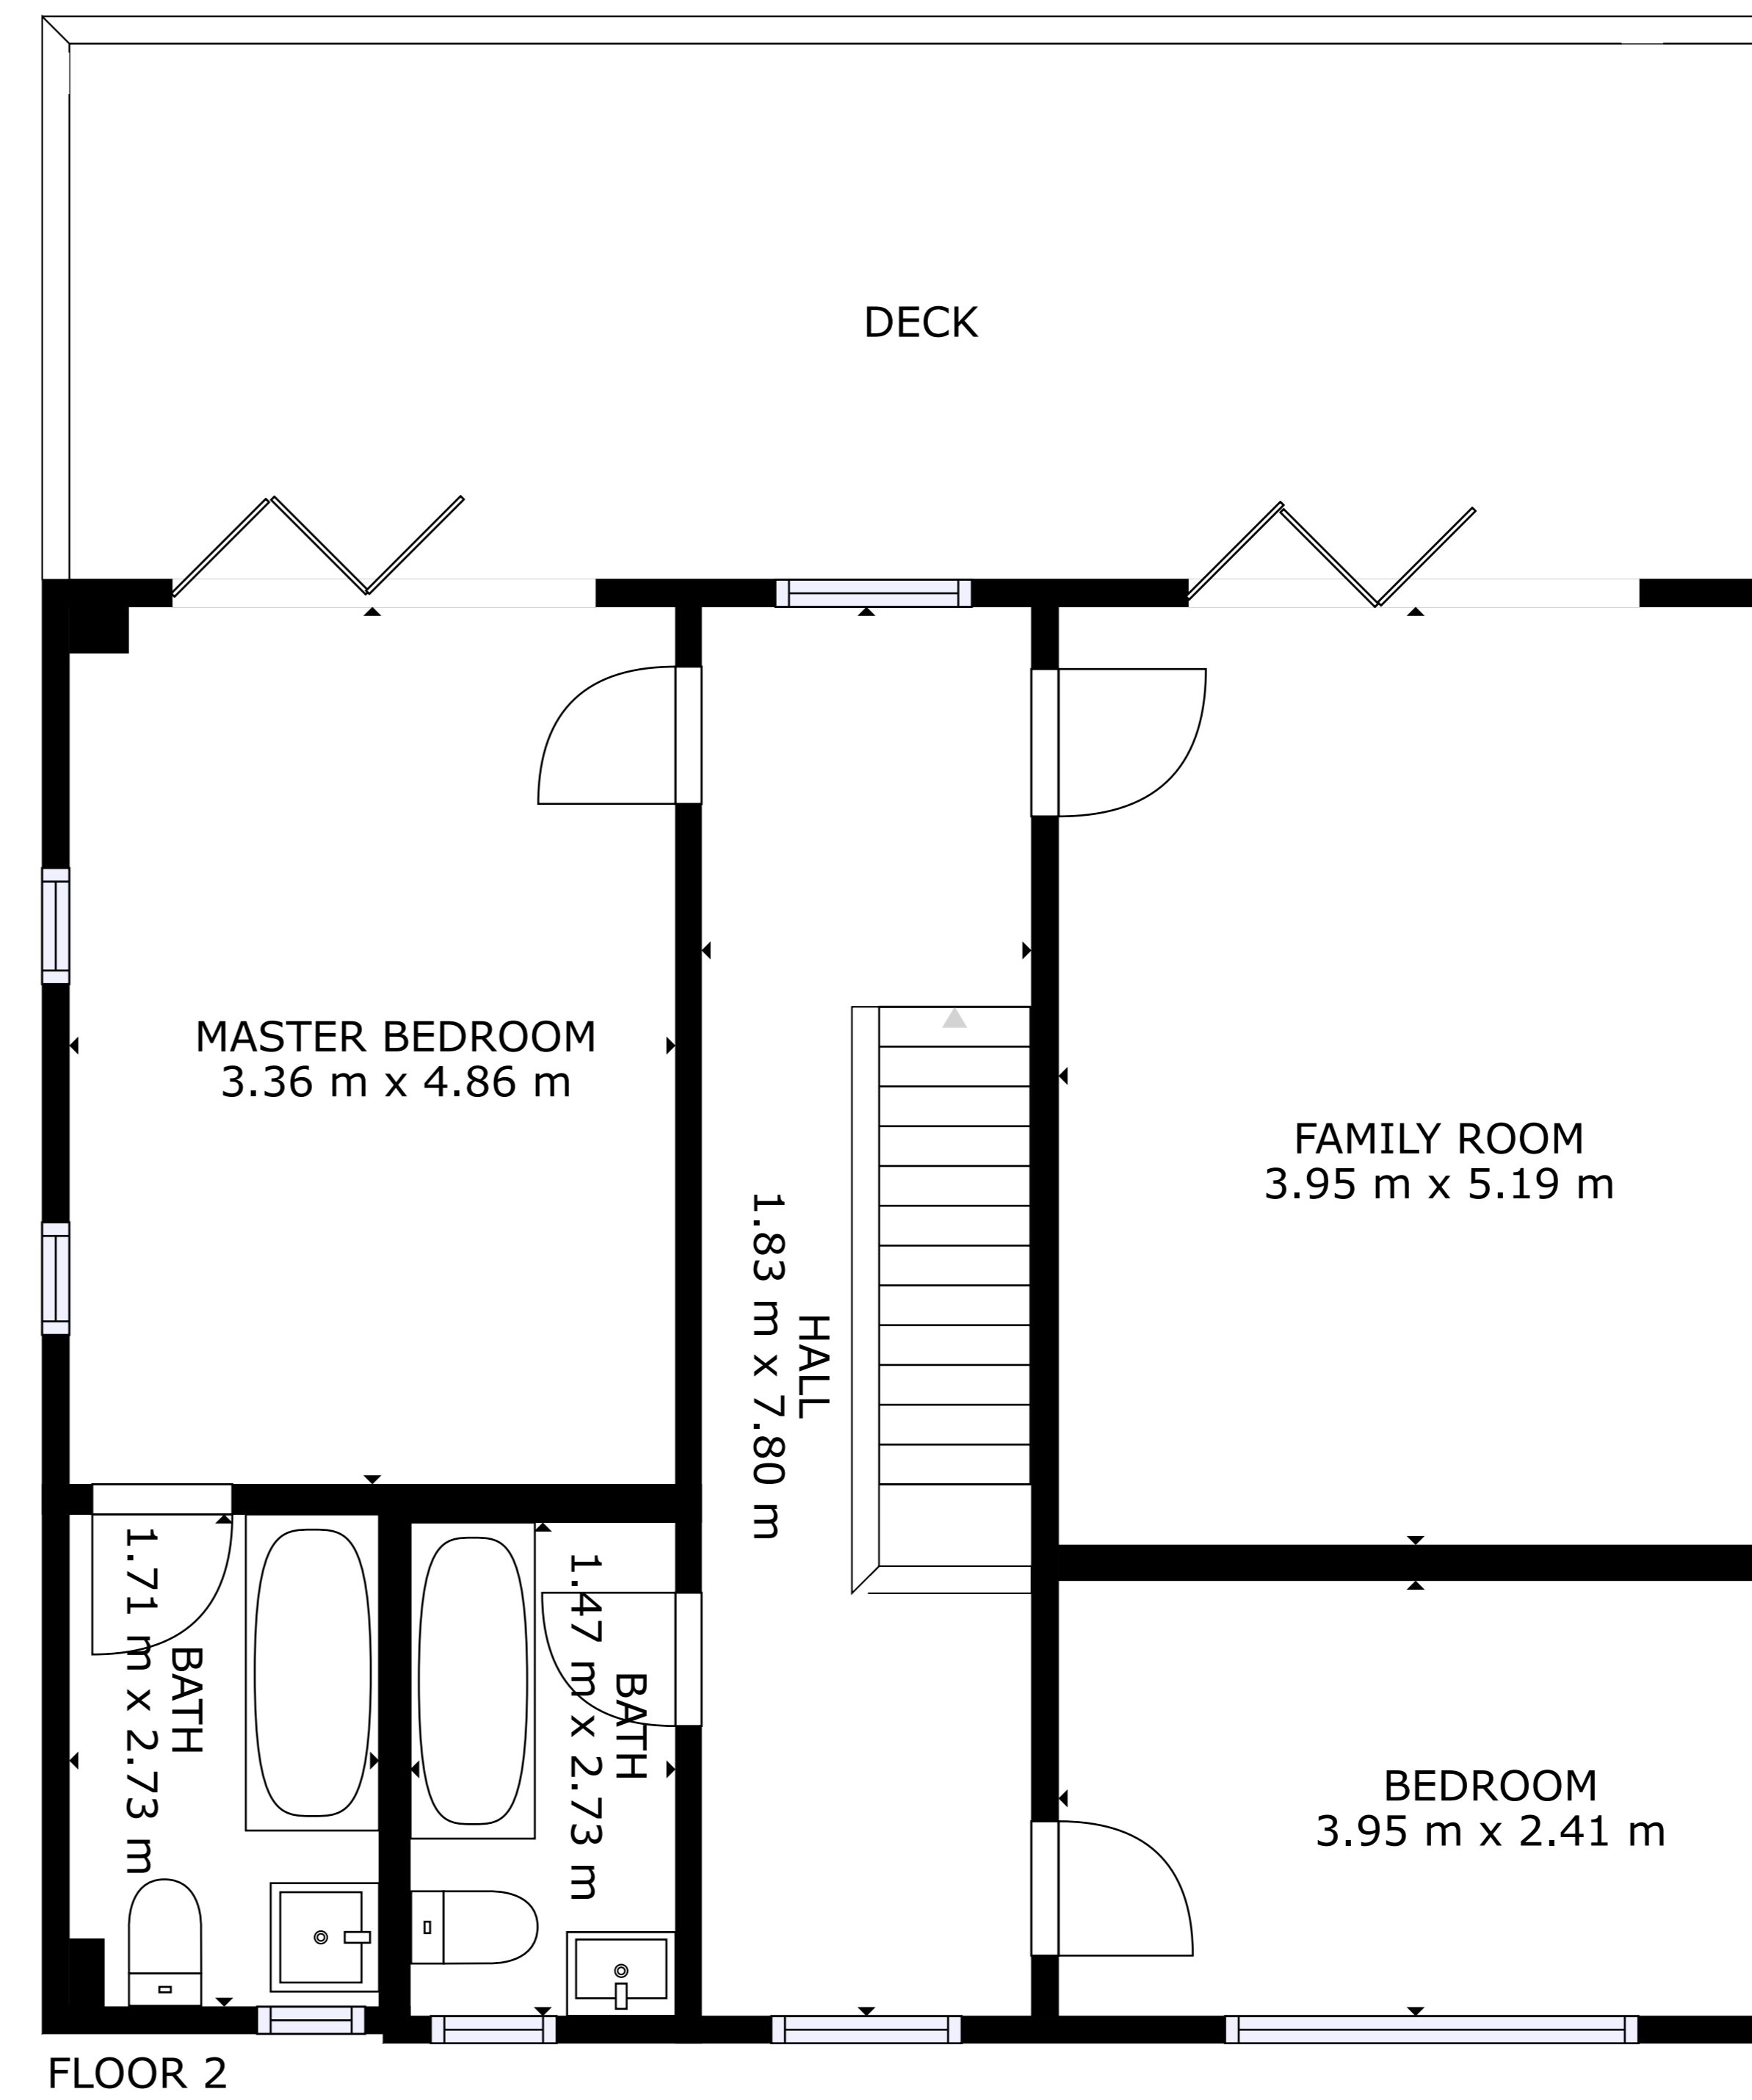 DECK
MASTER BEDROOM
3.36 m x 4.86 m
FAMILY ROOM
3.95 m x 5.19 m
HALL
1.83 m x 7.80 m
BATH
1.71 m x 2.73 m
BATH
1.47 m x 2.73 m
BEDROOM
3.95 m x 2.41 m
FLOOR 2